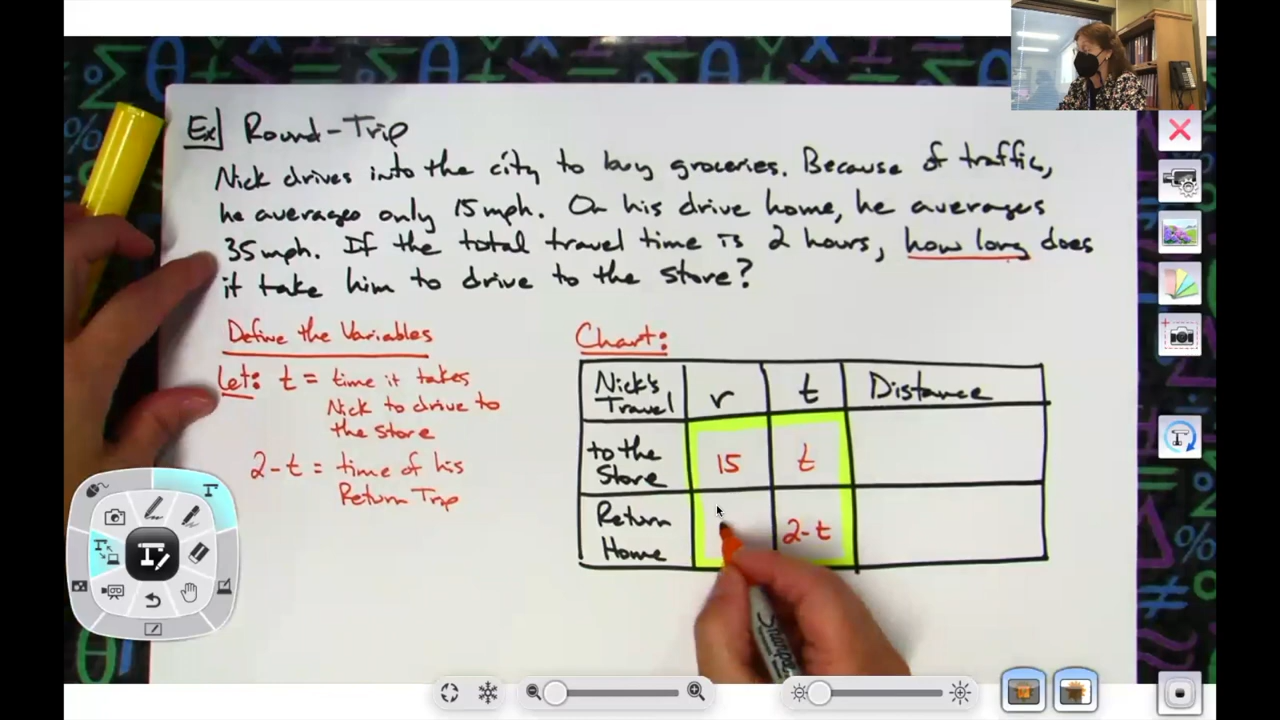 Ex Round-Trip
Nick drives into the city to buy groceries. Because of traffic,
he averages only 15 mph. On his drive home, he averages
35 mph. If the total travel time is 2 hours, how long does
it take him to drive to the store?
Define the Variables
Let: t = time it takes
Nick to drive to
the store
2-t = time of his
Return Trip
Chart:
Nick's Travel r t Distance
to the Store 15 t
Return Home 2-t
Sharpie